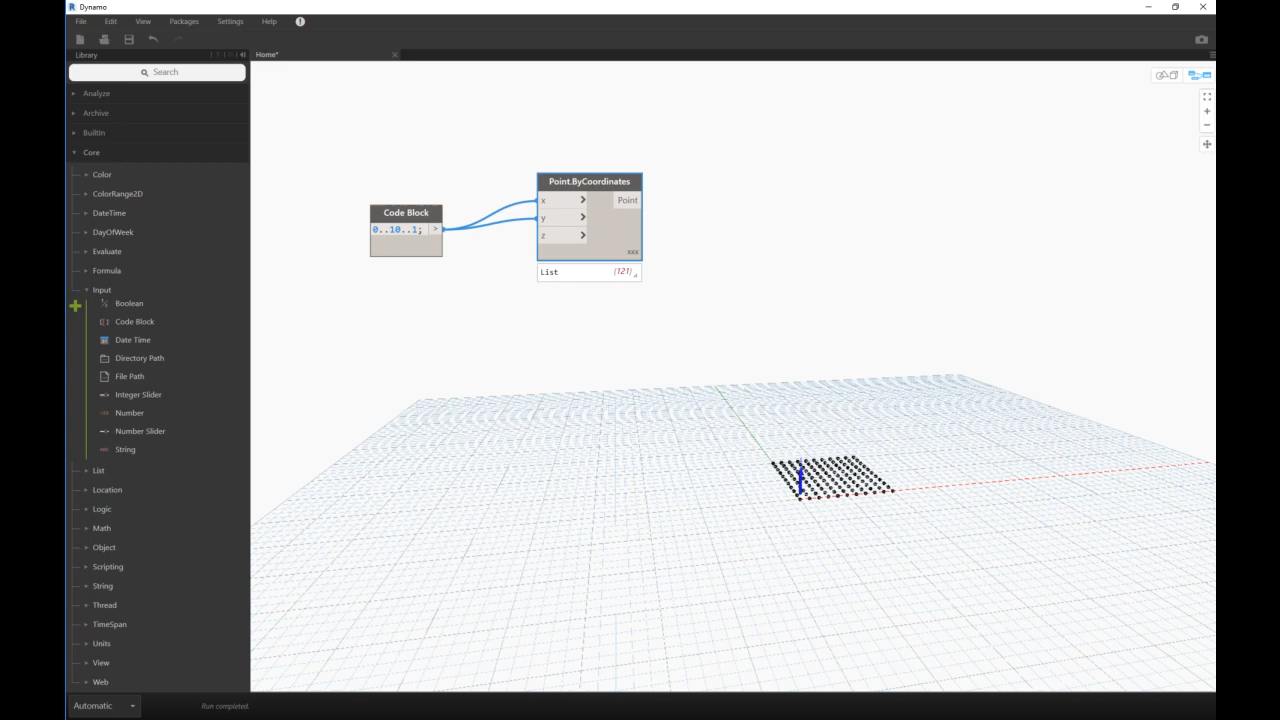 Dynamo
File Edit View Packages Settings Help
Library
Home*
Search
Analyze
Archive
BuiltIn
Core
Color
ColorRange2D
DateTime
DayOfWeek
Evaluate
Formula
Input
Boolean
Code Block
Date Time
Directory Path
File Path
Integer Slider
Number
Number Slider
String
List
Location
Logic
Math
Object
Scripting
String
Thread
TimeSpan
Units
View
Web
Code Block
0..10..1; >
Point.ByCoordinates
x > Point
y >
z >
xxx
List {121}
Automatic
Run completed.